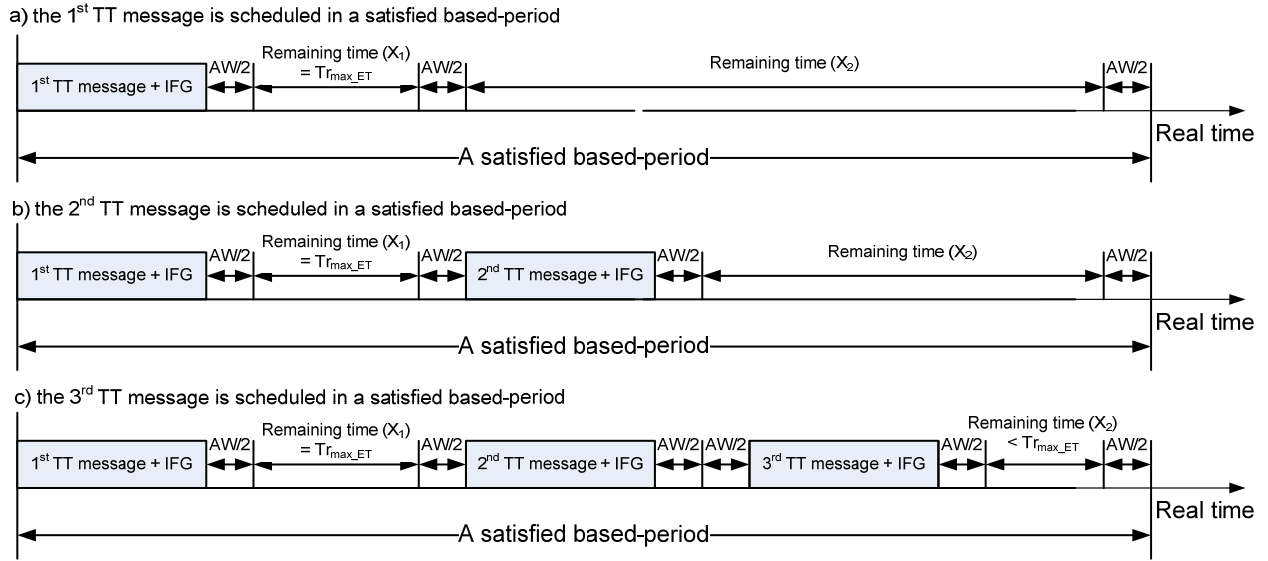 a) the 1st TT message is scheduled in a satisfied based-period
Remaining time (X1)
= Trmax_ET
AW/2
AW/2
Remaining time (X2)
AW/2
1st TT message + IFG
Real time
A satisfied based-period
b) the 2nd TT message is scheduled in a satisfied based-period
Remaining time (X1)
= Trmax_ET
AW/2
AW/2
AW/2
Remaining time (X2)
AW/2
1st TT message + IFG
2nd TT message + IFG
Real time
A satisfied based-period
c) the 3rd TT message is scheduled in a satisfied based-period
Remaining time (X1)
= Trmax_ET
Remaining time (X2)
< Trmax_ET
AW/2
AW/2
AW/2
AW/2
AW/2
AW/2
1st TT message + IFG
2nd TT message + IFG
3rd TT message + IFG
Real time
A satisfied based-period